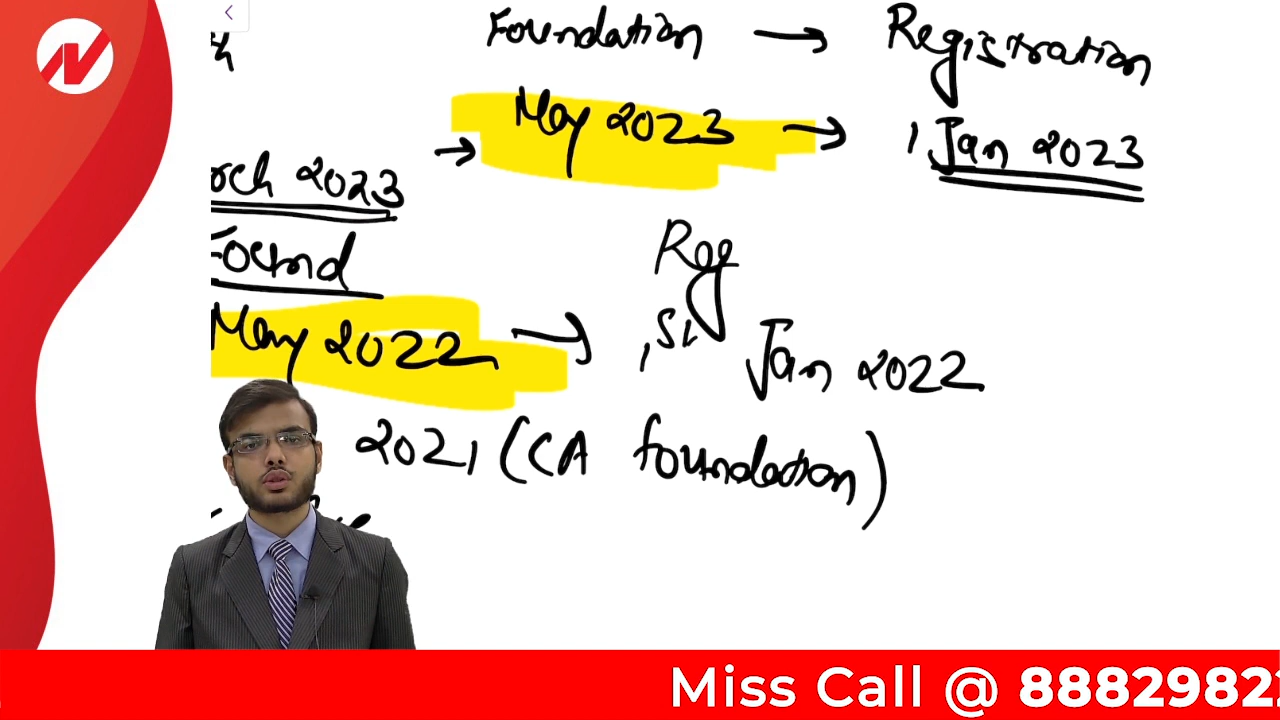 Foundation → Registration
→ May 2023 → 1 Jan 2023
rch 2023
Found
Reg
May 2022 → 1st Jan 2022
2021 (CA foundation)
Miss Call @ 8882982